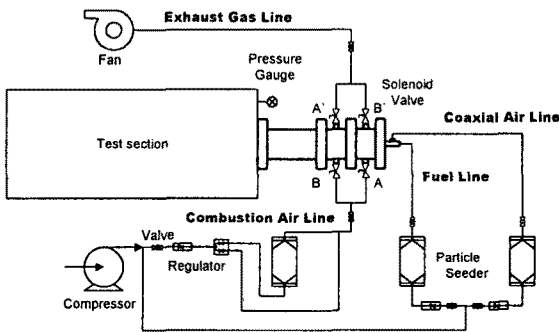 Exhaust Gas Line
Fan
Pressure
Gauge
Solenoid
Valve
A'
B'
Coaxial Air Line
Test section
B
A
Fuel Line
Combustion Air Line
Valve
Regulator
Particle
Seeder
Compressor